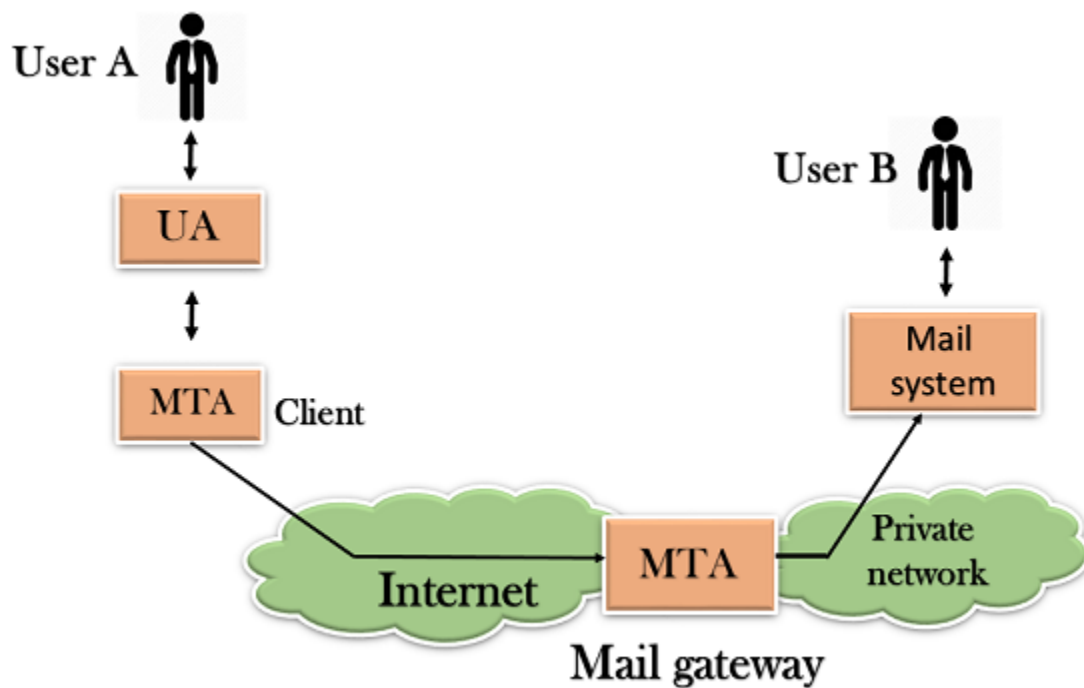 User A
User B
UA
Mail
system
MTA
Client
Private
network
MTA
Internet
Mail gateway